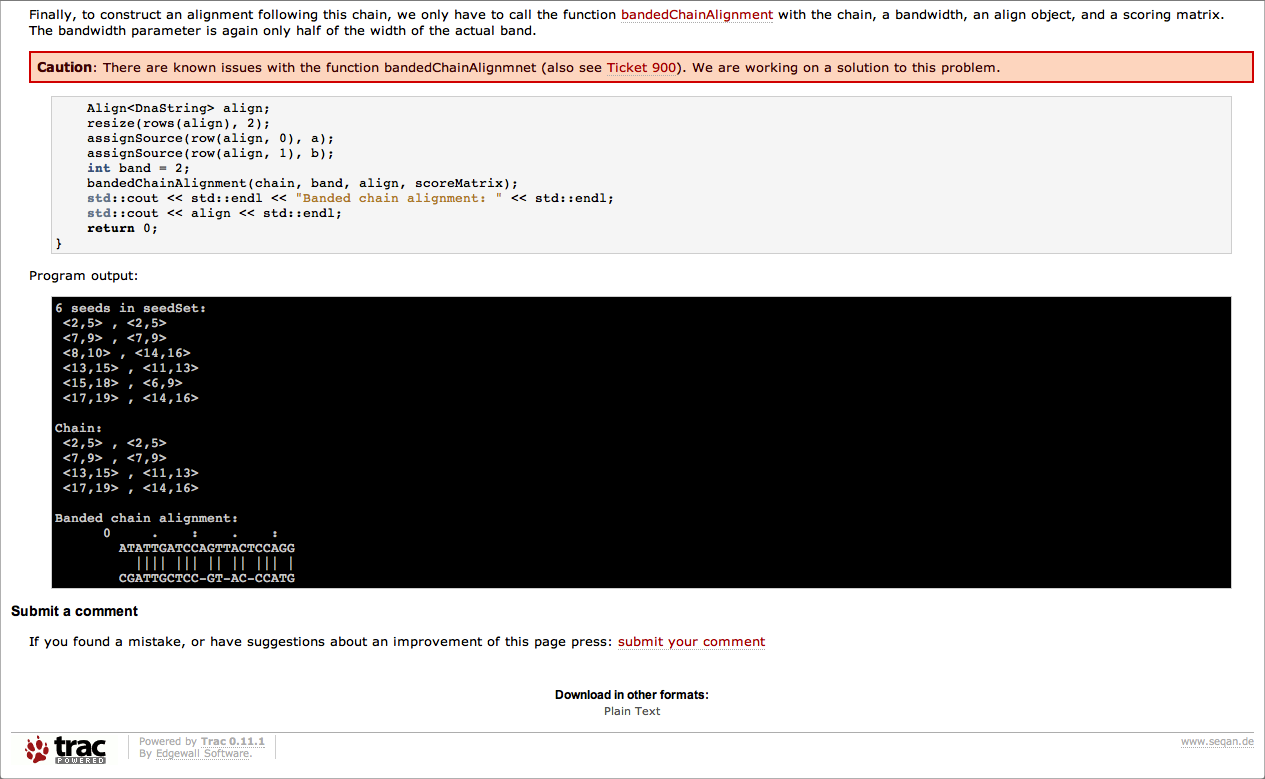 Finally, to construct an alignment following this chain, we only have to call the function bandedChainAlignment with the chain, a bandwidth, an align object, and a scoring matrix.
The bandwidth parameter is again only half of the width of the actual band.
Caution: There are known issues with the function bandedChainAlignmnet (also see Ticket 900). We are working on a solution to this problem.
    Align<DnaString> align;
    resize(rows(align), 2);
    assignSource(row(align, 0), a);
    assignSource(row(align, 1), b);
    int band = 2;
    bandedChainAlignment(chain, band, align, scoreMatrix);
    std::cout << std::endl << "Banded chain alignment: " << std::endl;
    std::cout << align << std::endl;
    return 0;
}
Program output:
6 seeds in seedSet:
 <2,5> , <2,5>
 <7,9> , <7,9>
 <8,10> , <14,16>
 <13,15> , <11,13>
 <15,18> , <6,9>
 <17,19> , <14,16>
Chain:
 <2,5> , <2,5>
 <7,9> , <7,9>
 <13,15> , <11,13>
 <17,19> , <14,16>
Banded chain alignment:
      0     .    :    .    :
        ATATTGATCCAGTTACTCCAGG
          |||| ||| || || ||| |
        CGATTGCTCC-GT-AC-CCATG
Submit a comment
If you found a mistake, or have suggestions about an improvement of this page press: submit your comment
Download in other formats:
Plain Text
trac
POWERED
Powered by Trac 0.11.1
By Edgewall Software.
www.seqan.de